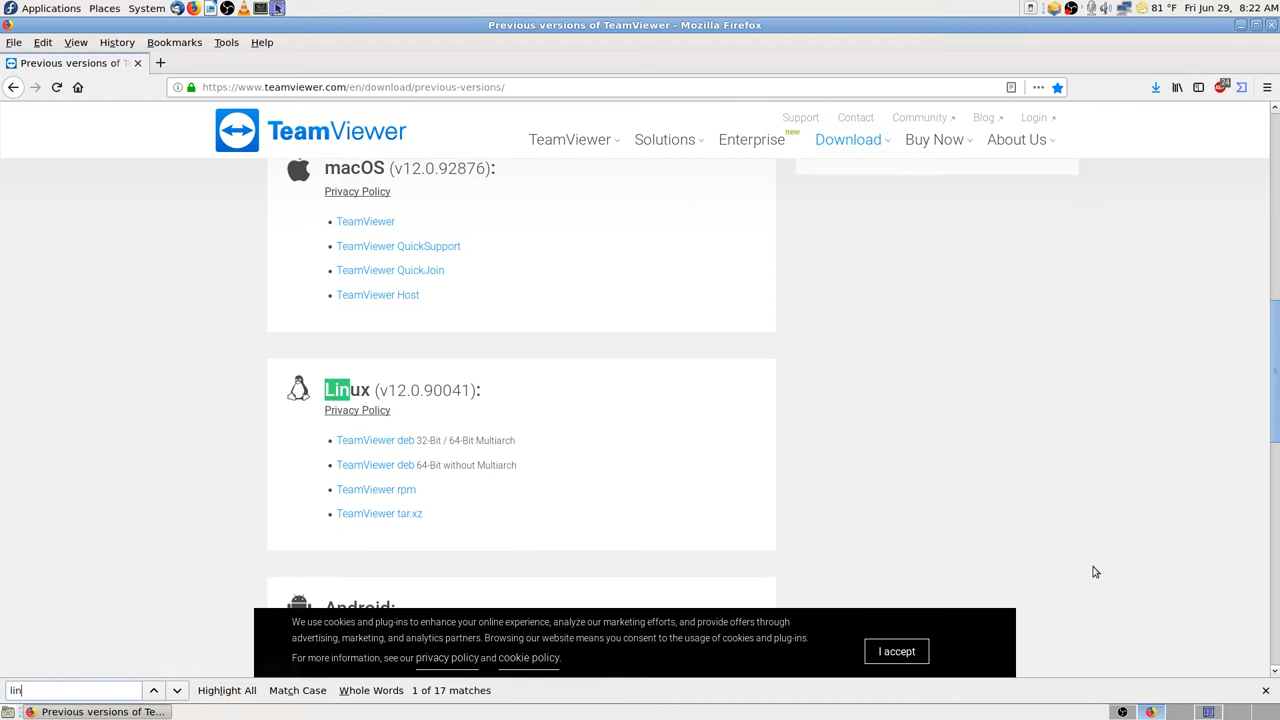 Applications Places System 81 °F Fri Jun 29, 8:22 AM
Previous versions of TeamViewer - Mozilla Firefox
File Edit View History Bookmarks Tools Help
Previous versions of T
https://www.teamviewer.com/en/download/previous-versions/ 24
Support Contact Community Blog Login
TeamViewer
TeamViewer Solutions Enterprise new Download Buy Now About Us
macOS (v12.0.92876):
Privacy Policy
• TeamViewer
• TeamViewer QuickSupport
• TeamViewer QuickJoin
• TeamViewer Host
Linux (v12.0.90041):
Privacy Policy
• TeamViewer deb 32-Bit / 64-Bit Multiarch
• TeamViewer deb 64-Bit without Multiarch
• TeamViewer rpm
• TeamViewer tar.xz
Android:
We use cookies and plug-ins to enhance your online experience, analyze our marketing efforts, and provide offers through
advertising, marketing, and analytics partners. Browsing our website means you consent to the usage of cookies and plug-ins.
For more information, see our privacy policy and cookie policy.
I accept
lin Highlight All Match Case Whole Words 1 of 17 matches
Previous versions of Te...